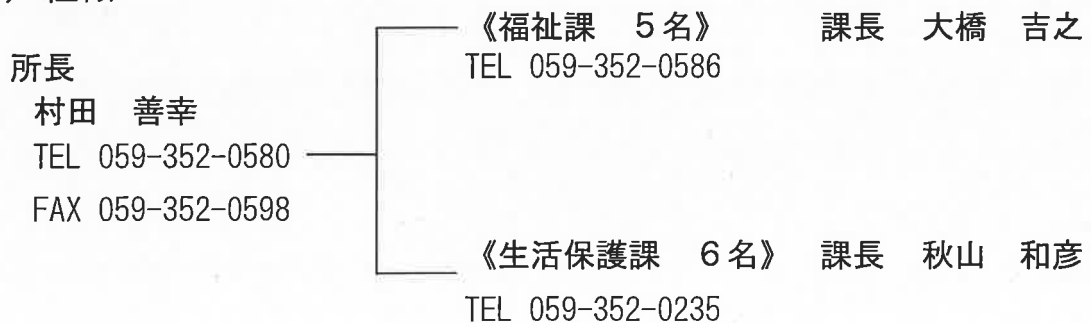 《福祉課　５名》　　課長　大橋　吉之
TEL 059-352-0586
所長
村田　善幸
TEL 059-352-0580
FAX 059-352-0598
《生活保護課　６名》　課長　秋山　和彦
TEL 059-352-0235